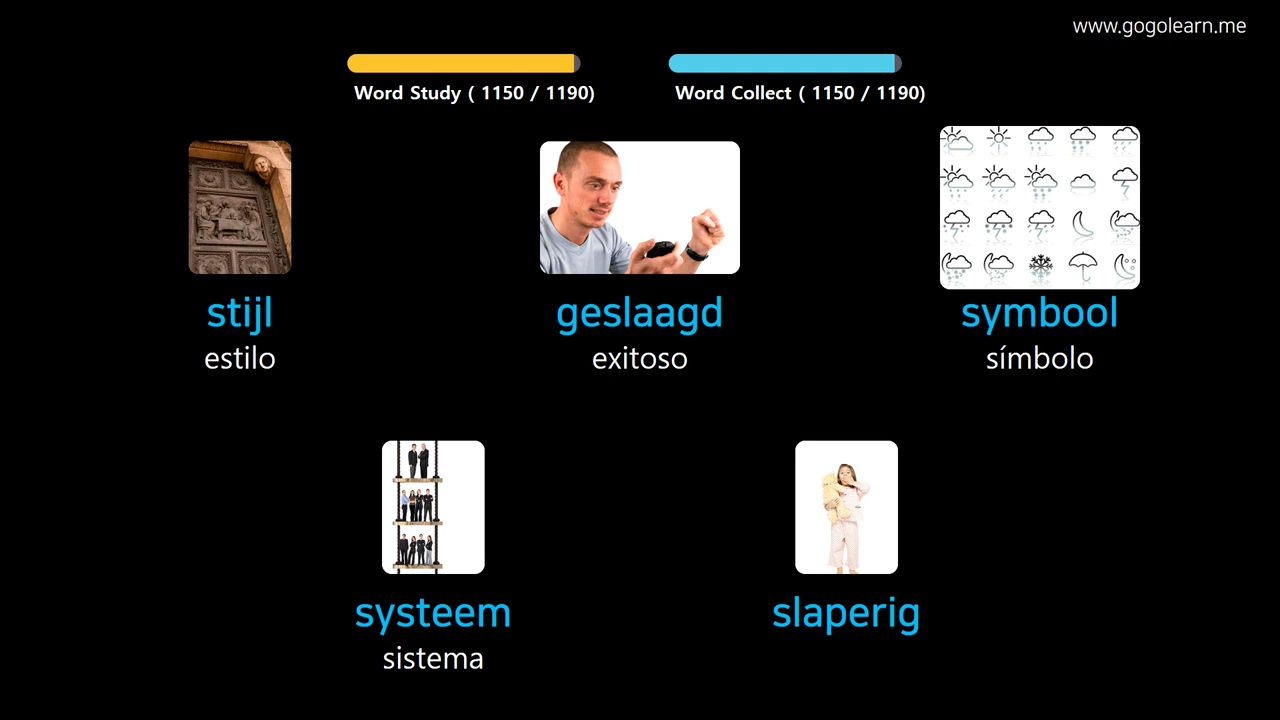 www.gogolearn.me
Word Study ( 1150 / 1190)
Word Collect ( 1150 / 1190)
stijl
estilo
geslaagd
exitoso
symbool
símbolo
systeem
sistema
slaperig